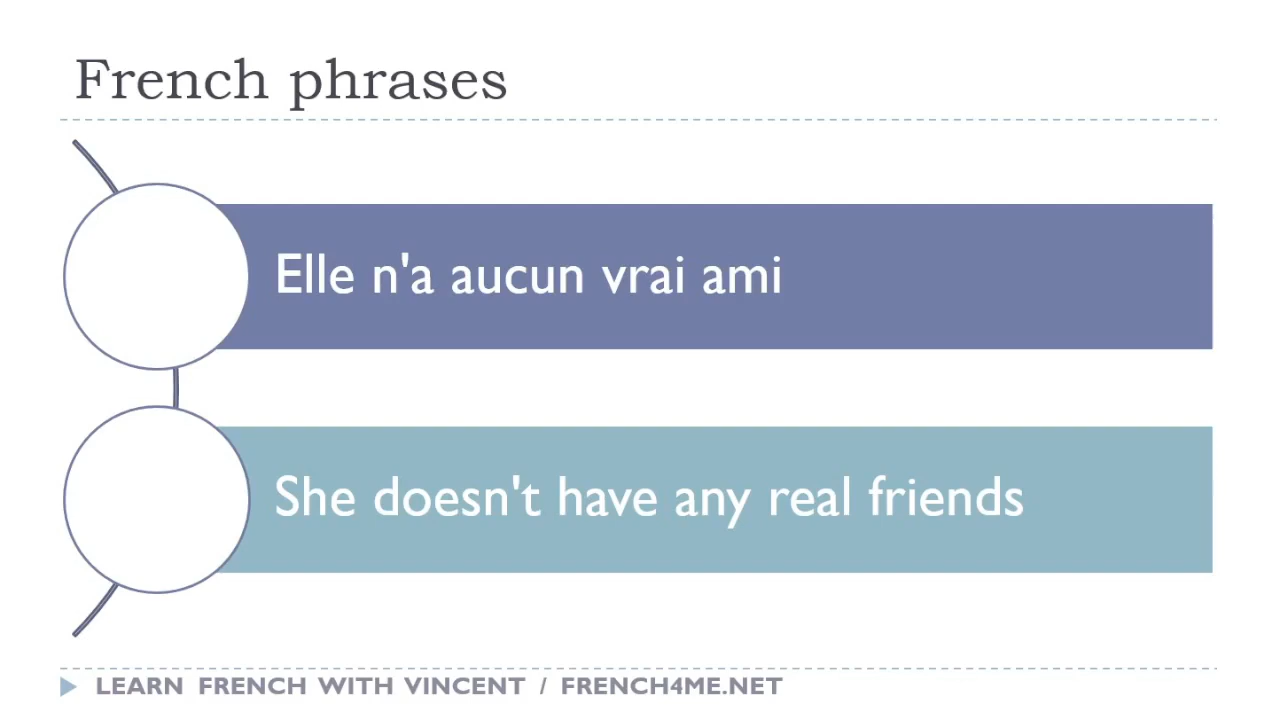 French phrases
Elle n'a aucun vrai ami
She doesn't have any real friends
LEARN FRENCH WITH VINCENT / FRENCH4ME.NET